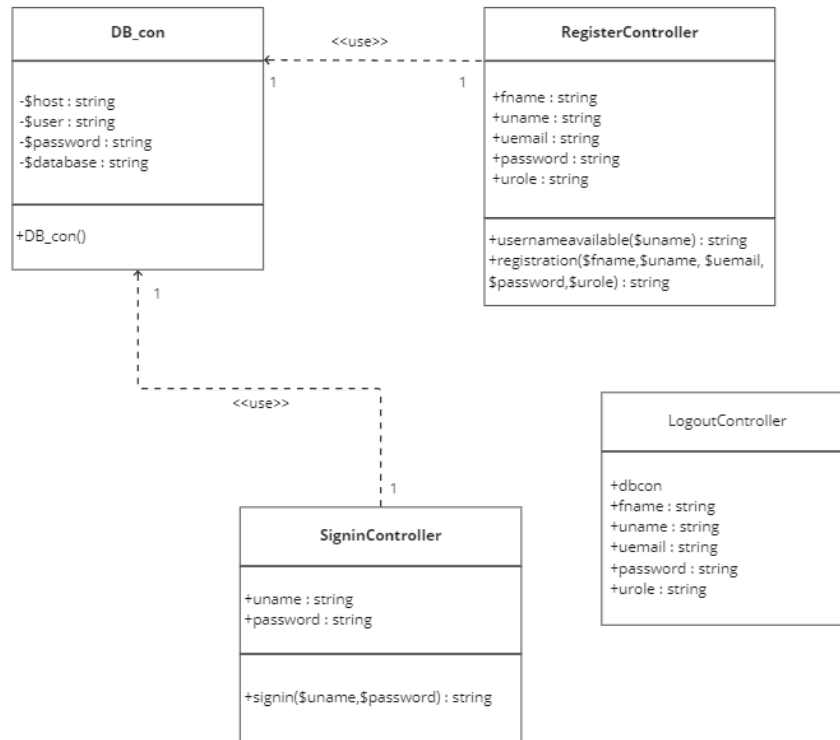 DB_con
-$host : string
-$user : string
-$password : string
-$database : string
+DB_con()
<<use>>
1
1
RegisterController
+fname : string
+uname : string
+uemail : string
+password : string
+urole : string
+usernameavailable($uname) : string
+registration($fname,$uname, $uemail,
$password,$urole) : string
1
<<use>>
1
SigninController
+uname : string
+password : string
+signin($uname,$password) : string
LogoutController
+dbcon
+fname : string
+uname : string
+uemail : string
+password : string
+urole : string